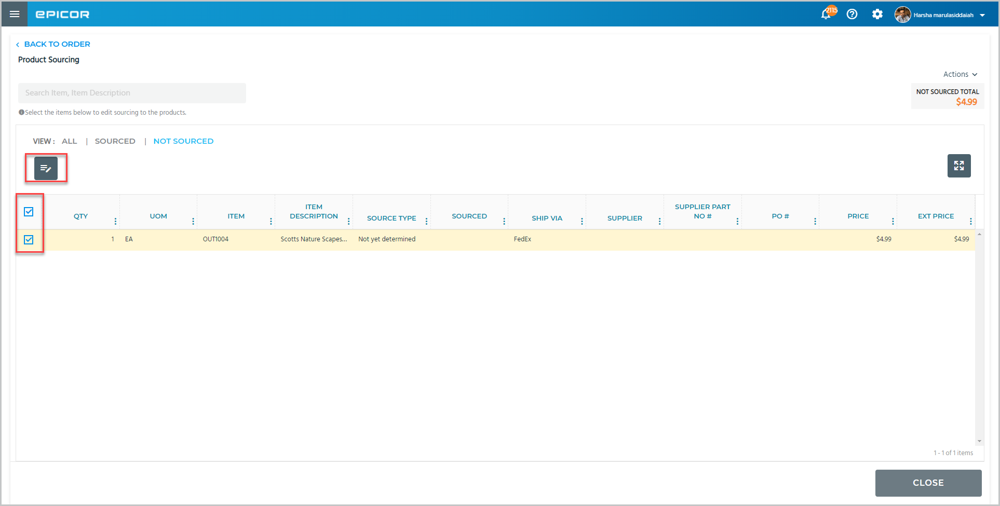 EPICOR
2115
Harsha marulasiddaiah
BACK TO ORDER
Product Sourcing
Actions
Search Item, Item Description
NOT SOURCED TOTAL
$4.99
Select the items below to edit sourcing to the products.
VIEW : ALL | SOURCED | NOT SOURCED
QTY UOM ITEM ITEM DESCRIPTION SOURCE TYPE SOURCED SHIP VIA SUPPLIER SUPPLIER PART NO # PO # PRICE EXT PRICE
1 EA OUT1004 Scotts Nature Scapes... Not yet determined FedEx $4.99 $4.99
1 - 1 of 1 items
CLOSE